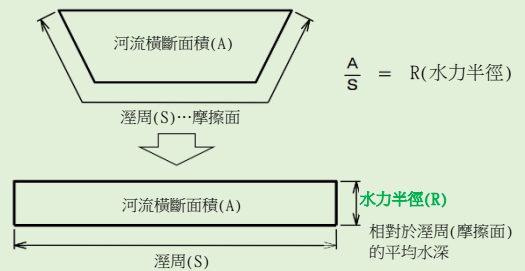 河流橫斷面積(A)
A/S = R(水力半徑)
溼周(S)…摩擦面
河流橫斷面積(A)
水力半徑(R)
相對於溼周(摩擦面)
的平均水深
溼周(S)